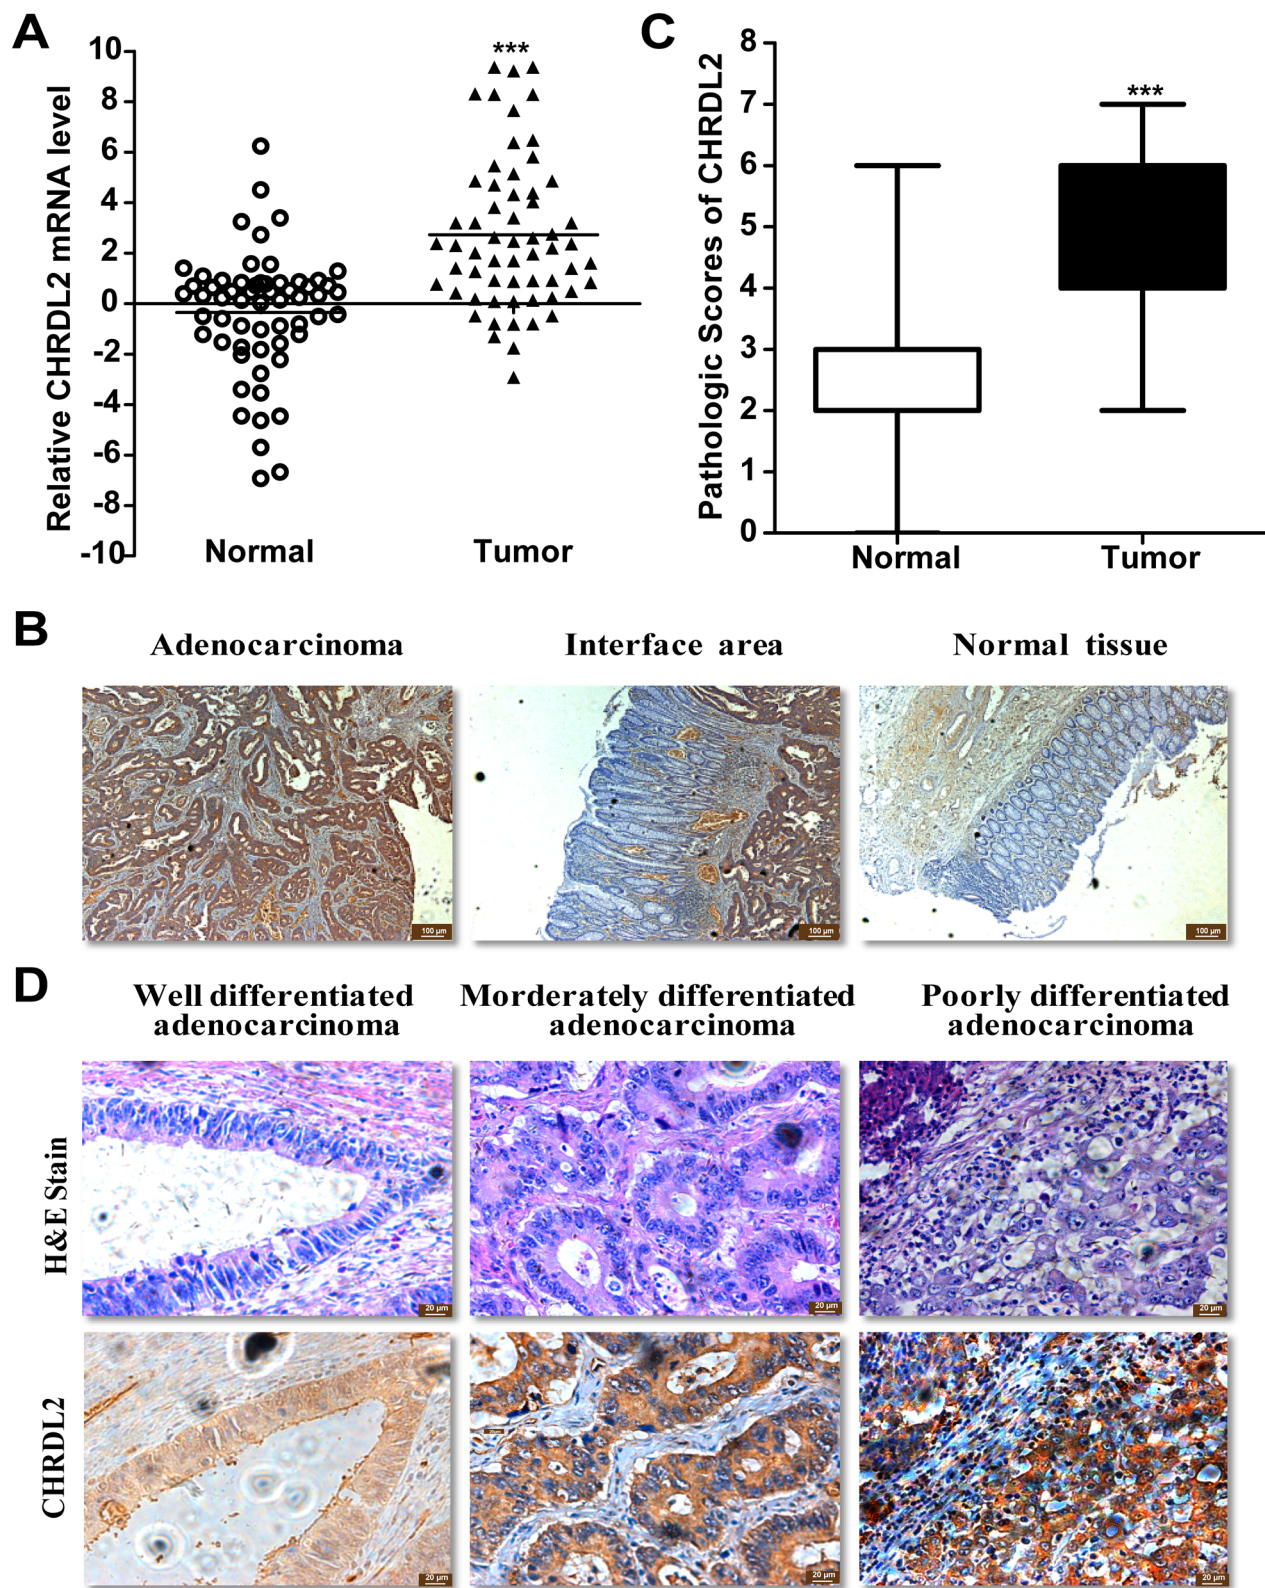 A
Relative CHRDL2 mRNA level
10
8
6
4
2
0
-2
-4
-6
-8
-10
***
Normal
Tumor
C
Pathologic Scores of CHRDL2
8
7
6
5
4
3
2
1
0
***
Normal
Tumor
B
Adenocarcinoma
Interface area
Normal tissue
100 μm
100 μm
100 μm
D
Well differentiated
adenocarcinoma
Morderately differentiated
adenocarcinoma
Poorly differentiated
adenocarcinoma
H&E Stain
20 μm
20 μm
20 μm
CHRDL2
20 μm
20 μm
20 μm